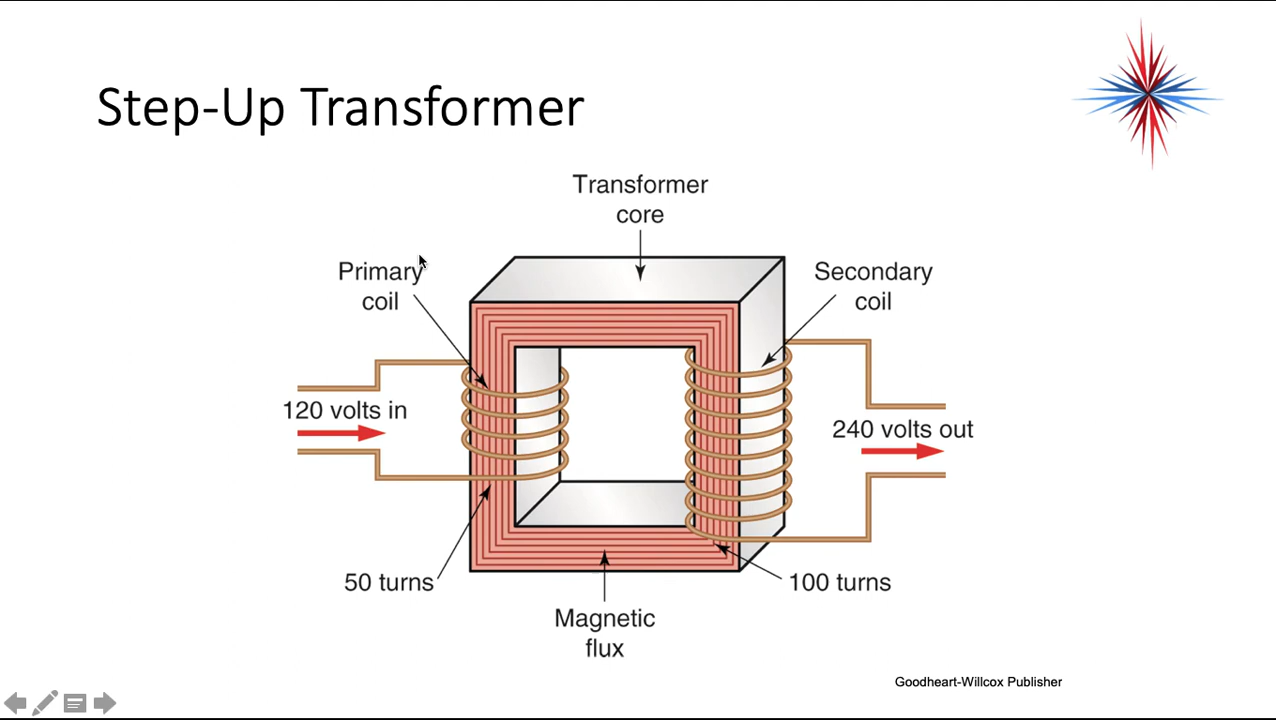 Step-Up Transformer
Transformer
core
Primary
coil
Secondary
coil
120 volts in
240 volts out
50 turns
100 turns
Magnetic
flux
Goodheart-Willcox Publisher